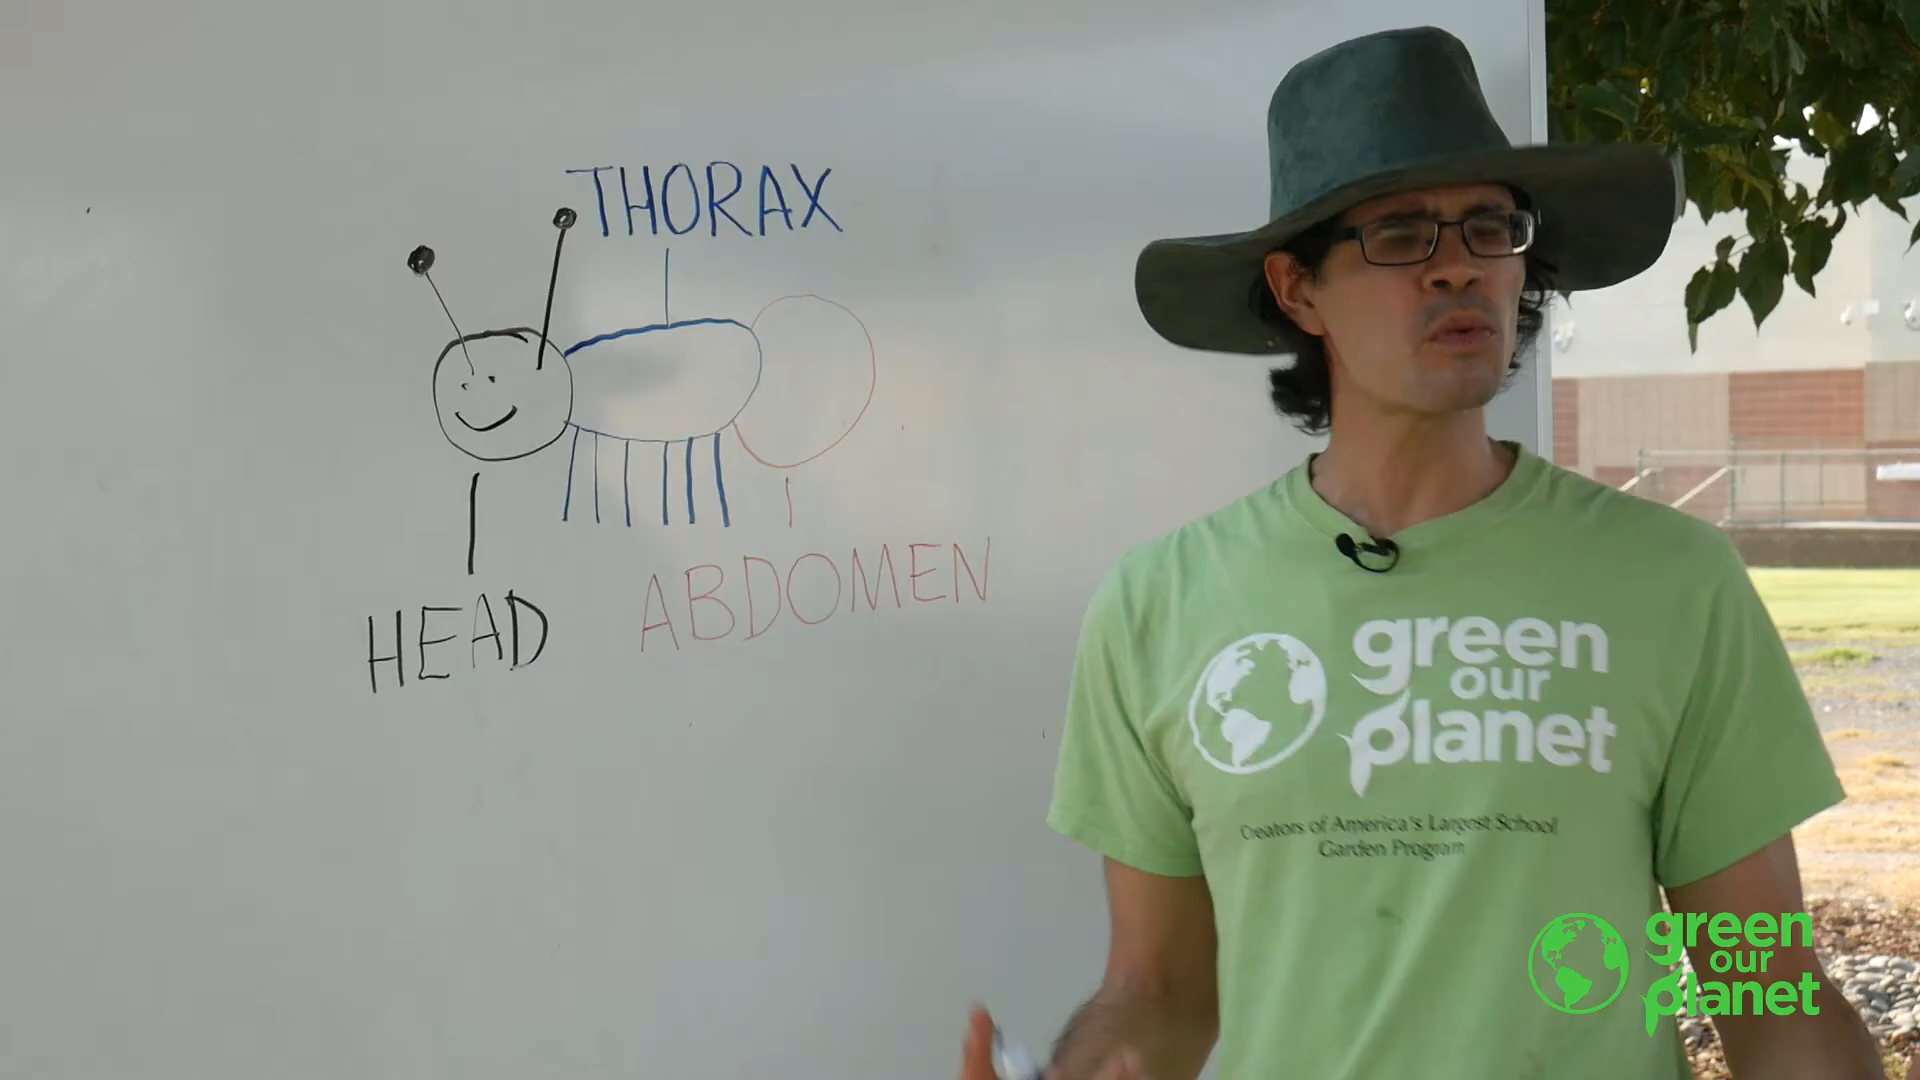 THORAX
HEAD
ABDOMEN
green
our
planet
Creators of America's Largest School
Garden Program
green
our
planet